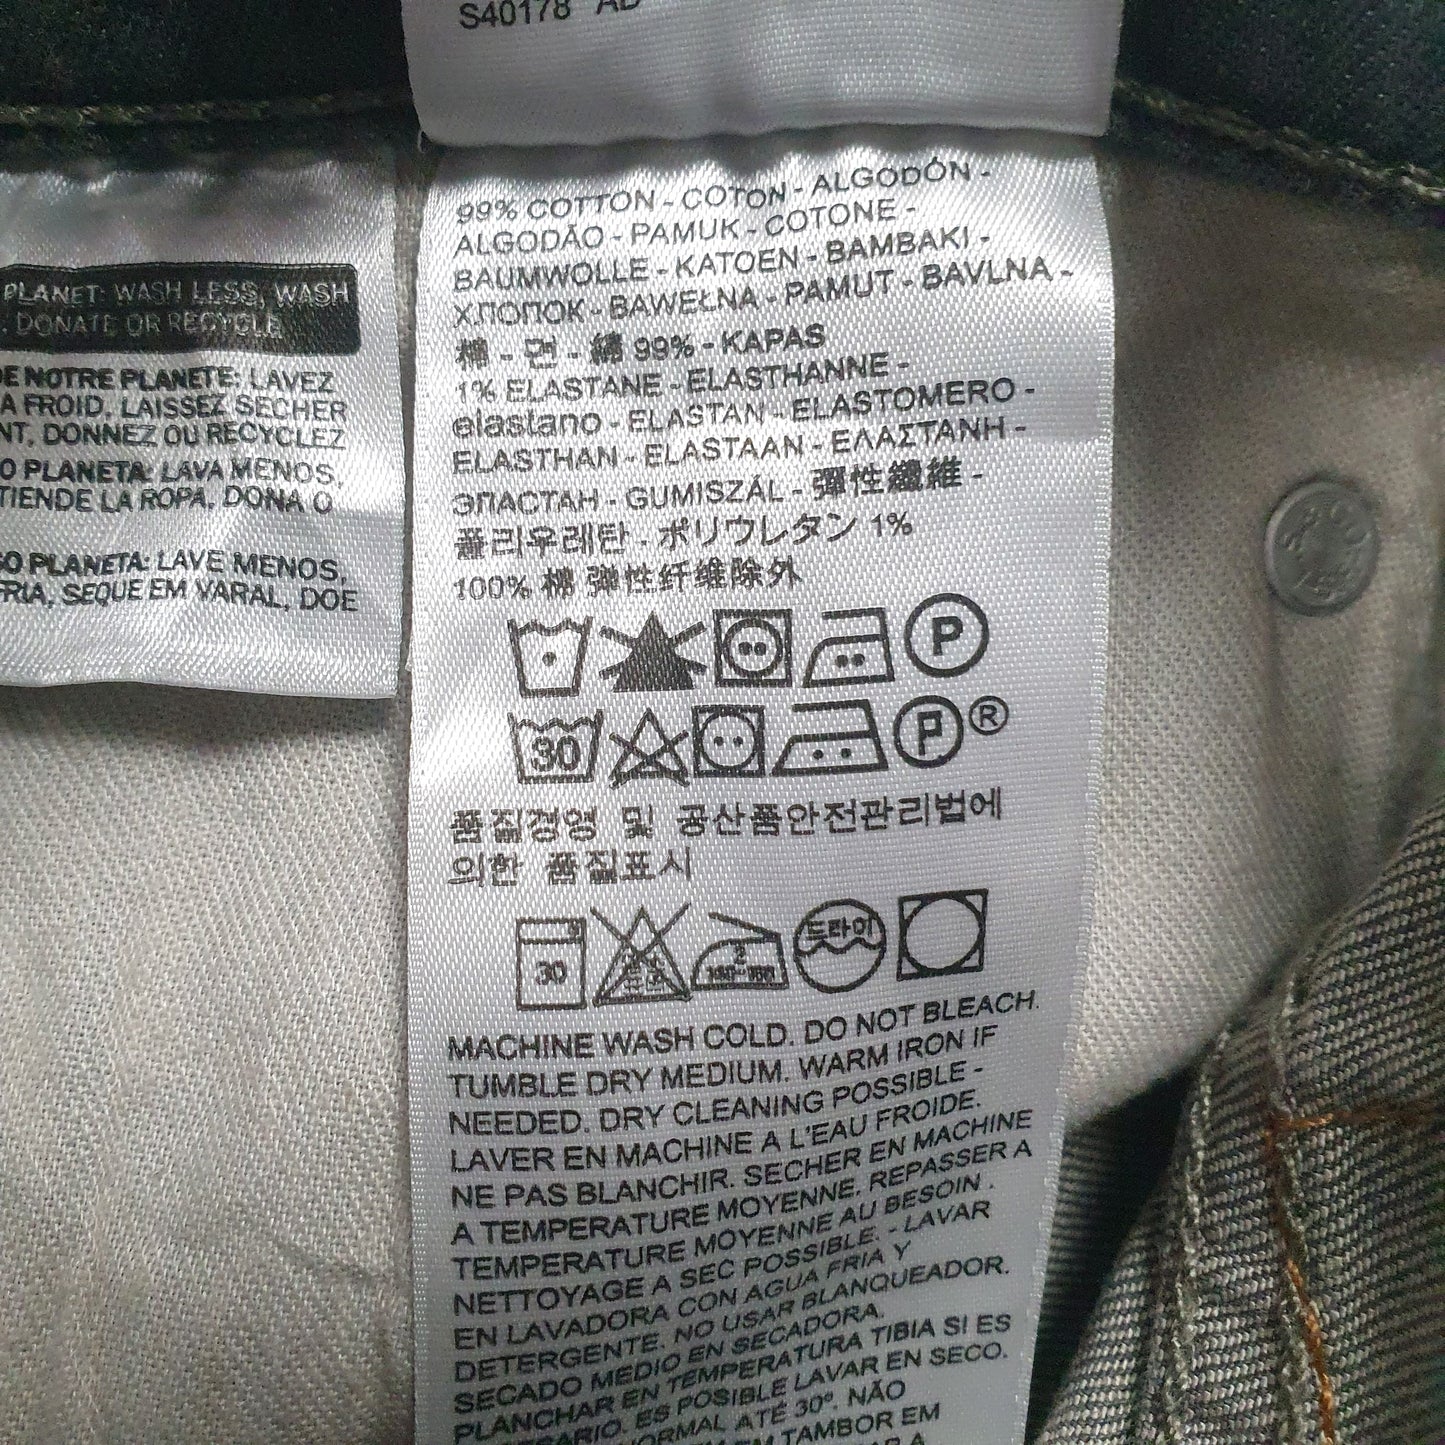 S40178 AD
PLANET: WASH LESS, WASH
. DONATE OR RECYCLE
DE NOTRE PLANETE: LAVEZ
A FROID, LAISSEZ SECHER
NT, DONNEZ OU RECYCLEZ
O PLANETA: LAVA MENOS,
TIENDE LA ROPA, DONA O
SO PLANETA: LAVE MENOS,
FRIA, SEQUE EM VARAL, DOE
99% COTTON - COTON - ALGODÓN -
ALGODÃO - PAMUK - COTONE -
BAUMWOLLE - KATOEN - BAMBAKI -
ХЛОПОК - BAWEŁNA - PAMUT - BAVLNA -
棉 - 면 - 綿 99% - KAPAS
1% ELASTANE - ELASTHANNE -
elastano - ELASTAN - ELASTOMERO -
ELASTHAN - ELASTAAN - ΕΛΑΣΤΑΝΗ -
ЭПАСТАН - GUMISZÁL - 彈性纖維 -
폴리우레탄 - ポリウレタン 1%
100% 棉 弹性纤维除外
P
30 P ®
품질경영 및 공산품안전관리법에
의한 품질표시
30 2 140~160 드라이
MACHINE WASH COLD. DO NOT BLEACH.
TUMBLE DRY MEDIUM. WARM IRON IF
NEEDED. DRY CLEANING POSSIBLE -
LAVER EN MACHINE A L'EAU FROIDE.
NE PAS BLANCHIR. SECHER EN MACHINE
A TEMPERATURE MOYENNE. REPASSER A
TEMPERATURE MOYENNE AU BESOIN .
NETTOYAGE A SEC POSSIBLE. - LAVAR
EN LAVADORA CON AGUA FRIA Y
DETERGENTE. NO USAR BLANQUEADOR.
SECADO MEDIO EN SECADORA.
PLANCHAR EN TEMPERATURA TIBIA SI ES
NECESARIO. ES POSIBLE LAVAR EN SECO.
NORMAL ATÉ 30º. NÃO
EM TAMBOR EM